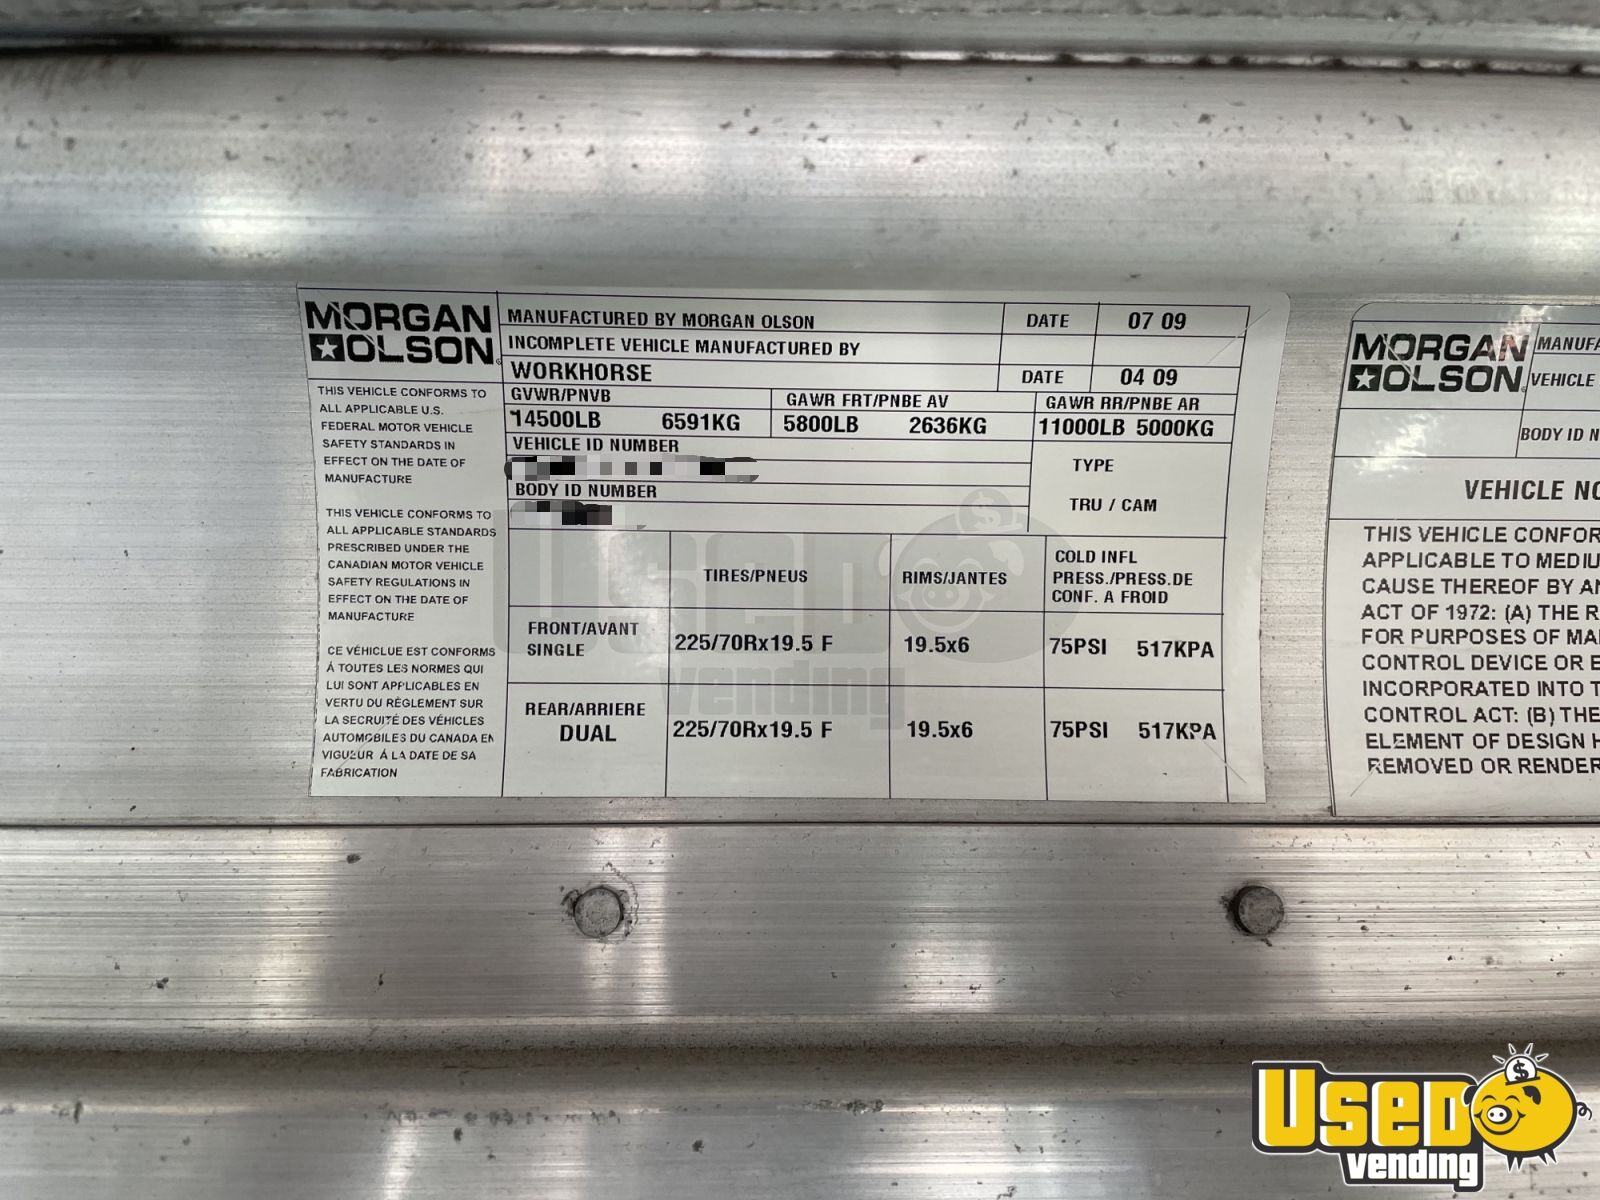 MORGAN
OLSON
THIS VEHICLE CONFORMS TO
ALL APPLICABLE U.S.
FEDERAL MOTOR VEHICLE
SAFETY STANDARDS IN
EFFECT ON THE DATE OF
MANUFACTURE
THIS VEHICLE CONFORMS TO
ALL APPLICABLE STANDARDS
PRESCRIBED UNDER THE
CANADIAN MOTOR VEHICLE
SAFETY REGULATIONS IN
EFFECT ON THE DATE OF
MANUFACTURE
CE VÉHICLUE EST CONFORMS
Á TOUTES LES NORMES QUI
LUI SONT APPLICABLES EN
VERTU DU RÈGLEMENT SUR
LA SECRUITÉ DES VÉHICLES
AUTOMOBILES DU CANADA EN
VIGUEUR Á LA DATE DE SA
FABRICATION
MANUFACTURED BY MORGAN OLSON DATE 07 09
INCOMPLETE VEHICLE MANUFACTURED BY
WORKHORSE DATE 04 09
GVWR/PNVB GAWR FRT/PNBE AV GAWR RR/PNBE AR
14500LB 6591KG 5800LB 2636KG 11000LB 5000KG
VEHICLE ID NUMBER
BODY ID NUMBER
TYPE
TRU / CAM
TIRES/PNEUS RIMS/JANTES COLD INFL
PRESS./PRESS.DE
CONF. A FROID
FRONT/AVANT
SINGLE 225/70Rx19.5 F 19.5x6 75PSI 517KPA
REAR/ARRIERE
DUAL 225/70Rx19.5 F 19.5x6 75PSI 517KPA
MORGAN
OLSON
MANUFA
VEHICLE
BODY ID N
VEHICLE NO
THIS VEHICLE CONFOR
APPLICABLE TO MEDIU
CAUSE THEREOF BY AN
ACT OF 1972: (A) THE R
FOR PURPOSES OF MAI
CONTROL DEVICE OR E
INCORPORATED INTO T
CONTROL ACT: (B) THE
ELEMENT OF DESIGN H
REMOVED OR RENDER
USED
vending
USED
vending